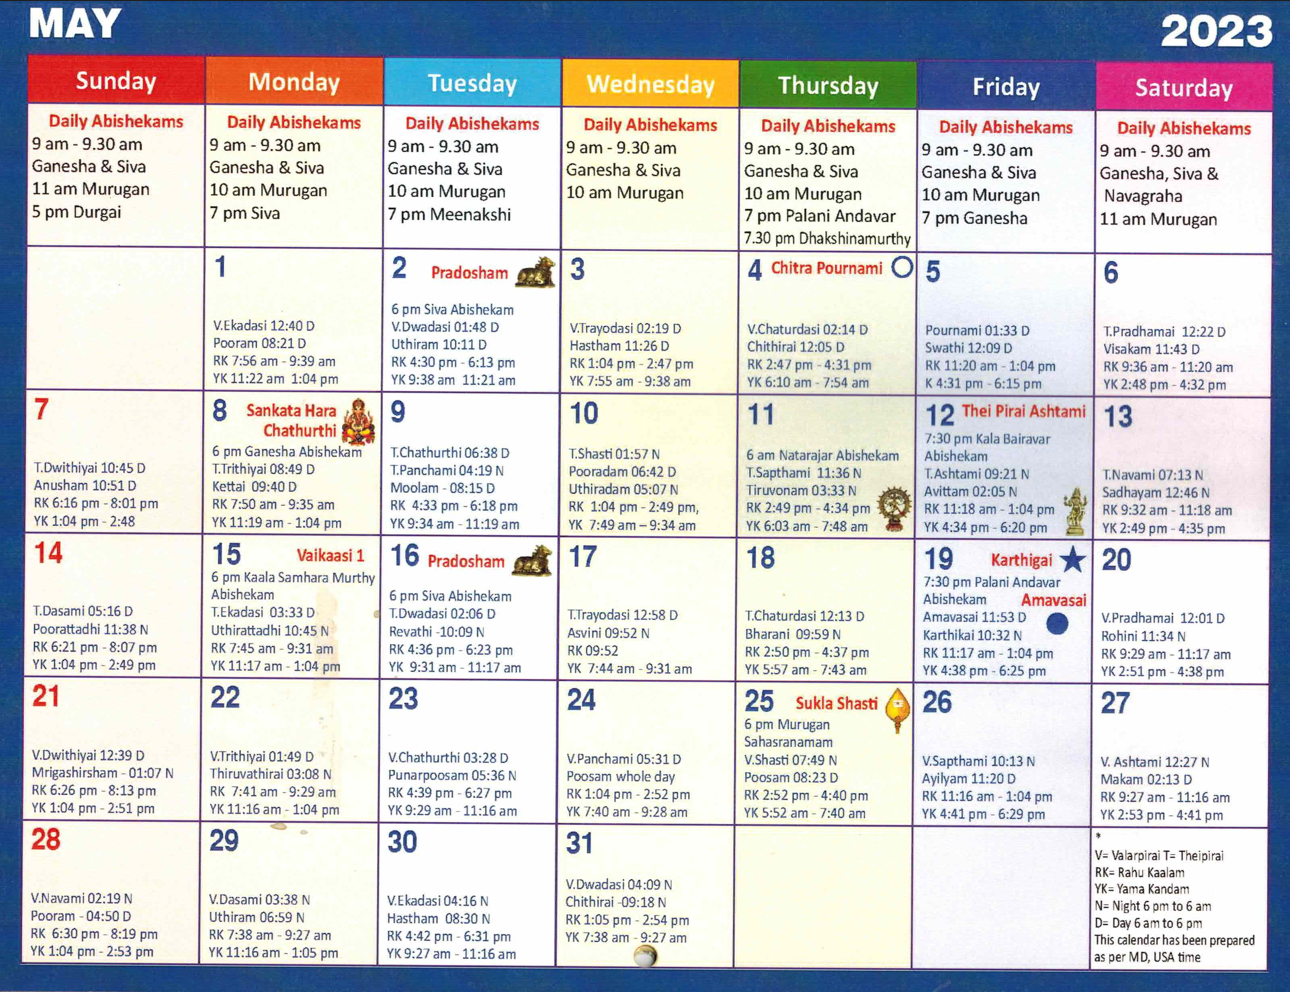 MAY
2023
Sunday
Monday
Tuesday
Wednesday
Thursday
Friday
Saturday
Daily Abishekams
9 am - 9.30 am
Ganesha & Siva
11 am Murugan
5 pm Durgai
Daily Abishekams
9 am - 9.30 am
Ganesha & Siva
10 am Murugan
7 pm Siva
Daily Abishekams
9 am - 9.30 am
Ganesha & Siva
10 am Murugan
7 pm Meenakshi
Daily Abishekams
9 am - 9.30 am
Ganesha & Siva
10 am Murugan
Daily Abishekams
9 am - 9.30 am
Ganesha & Siva
10 am Murugan
7 pm Palani Andavar
7.30 pm Dhakshinamurthy
Daily Abishekams
9 am - 9.30 am
Ganesha & Siva
10 am Murugan
7 pm Ganesha
Daily Abishekams
9 am - 9.30 am
Ganesha, Siva &
Navagraha
11 am Murugan
1
V.Ekadasi 12:40 D
Pooram 08:21 D
RK 7:56 am - 9:39 am
YK 11:22 am 1:04 pm
2 Pradosham
6 pm Siva Abishekam
V.Dwadasi 01:48 D
Uthiram 10:11 D
RK 4:30 pm - 6:13 pm
YK 9:38 am 11:21 am
3
V.Trayodasi 02:19 D
Hastham 11:26 D
RK 1:04 pm - 2:47 pm
YK 7:55 am - 9:38 am
4 Chitra Pournami
V.Chaturdasi 02:14 D
Chithirai 12:05 D
RK 2:47 pm - 4:31 pm
YK 6:10 am - 7:54 am
5
Pournami 01:33 D
Swathi 12:09 D
RK 11:20 am - 1:04 pm
K 4:31 pm - 6:15 pm
6
T.Pradhamai 12:22 D
Visakam 11:43 D
RK 9:36 am - 11:20 am
YK 2:48 pm - 4:32 pm
7
T.Dwithiyai 10:45 D
Anusham 10:51 D
RK 6:16 pm - 8:01 pm
YK 1:04 pm - 2:48
8 Sankata Hara
Chathurthi
6 pm Ganesha Abishekam
T.Trithiyai 08:49 D
Kettai 09:40 D
RK 7:50 am - 9:35 am
YK 11:19 am - 1:04 pm
9
T.Chathurthi 06:38 D
T.Panchami 04:19 N
Moolam - 08:15 D
RK 4:33 pm - 6:18 pm
YK 9:34 am - 11:19 am
10
T.Shasti 01:57 N
Pooradam 06:42 D
Uthiradam 05:07 N
RK 1:04 pm - 2:49 pm,
YK 7:49 am – 9:34 am
11
6 am Natarajar Abishekam
T.Sapthami 11:36 N
Tiruvonam 03:33 N
RK 2:49 pm - 4:34 pm
YK 6:03 am - 7:48 am
12 Thei Pirai Ashtami
7:30 pm Kala Bairavar
Abishekam
T.Ashtami 09:21 N
Avittam 02:05 N
RK 11:18 am - 1:04 pm
YK 4:34 pm - 6:20 pm
13
T.Navami 07:13 N
Sadhayam 12:46 N
RK 9:32 am - 11:18 am
YK 2:49 pm - 4:35 pm
14
T.Dasami 05:16 D
Poorattadhi 11:38 N
RK 6:21 pm - 8:07 pm
YK 1:04 pm - 2:49 pm
15 Vaikaasi 1
6 pm Kaala Samhara Murthy
Abishekam
T.Ekadasi 03:33 D
Uthirattadhi 10:45 N
RK 7:45 am - 9:31 am
YK 11:17 am - 1:04 pm
16 Pradosham
6 pm Siva Abishekam
T.Dwadasi 02:06 D
Revathi -10:09 N
RK 4:36 pm - 6:23 pm
YK 9:31 am - 11:17 am
17
T.Trayodasi 12:58 D
Asvini 09:52 N
RK 09:52
YK 7:44 am - 9:31 am
18
T.Chaturdasi 12:13 D
Bharani 09:59 N
RK 2:50 pm - 4:37 pm
YK 5:57 am - 7:43 am
19 Karthigai
7:30 pm Palani Andavar
Abishekam Amavasai
Amavasai 11:53 D
Karthikai 10:32 N
RK 11:17 am - 1:04 pm
YK 4:38 pm - 6:25 pm
20
V.Pradhamai 12:01 D
Rohini 11:34 N
RK 9:29 am - 11:17 am
YK 2:51 pm - 4:38 pm
21
V.Dwithiyai 12:39 D
Mrigashirsham - 01:07 N
RK 6:26 pm - 8:13 pm
YK 1:04 pm - 2:51 pm
22
V.Trithiyai 01:49 D
Thiruvathirai 03:08 N
RK 7:41 am - 9:29 am
YK 11:16 am - 1:04 pm
23
V.Chathurthi 03:28 D
Punarpoosam 05:36 N
RK 4:39 pm - 6:27 pm
YK 9:29 am - 11:16 am
24
V.Panchami 05:31 D
Poosam whole day
RK 1:04 pm - 2:52 pm
YK 7:40 am - 9:28 am
25 Sukla Shasti
6 pm Murugan
Sahasranamam
V.Shasti 07:49 N
Poosam 08:23 D
RK 2:52 pm - 4:40 pm
YK 5:52 am - 7:40 am
26
V.Sapthami 10:13 N
Ayilyam 11:20 D
RK 11:16 am - 1:04 pm
YK 4:41 pm - 6:29 pm
27
V. Ashtami 12:27 N
Makam 02:13 D
RK 9:27 am - 11:16 am
YK 2:53 pm - 4:41 pm
28
V.Navami 02:19 N
Pooram - 04:50 D
RK 6:30 pm - 8:19 pm
YK 1:04 pm - 2:53 pm
29
V.Dasami 03:38 N
Uthiram 06:59 N
RK 7:38 am - 9:27 am
YK 11:16 am - 1:05 pm
30
V.Ekadasi 04:16 N
Hastham 08:30 N
RK 4:42 pm - 6:31 pm
YK 9:27 am - 11:16 am
31
V.Dwadasi 04:09 N
Chithirai -09:18 N
RK 1:05 pm - 2:54 pm
YK 7:38 am - 9:27 am
*
V= Valarpirai T= Theipirai
RK= Rahu Kaalam
YK= Yama Kandam
N= Night 6 pm to 6 am
D= Day 6 am to 6 pm
This calendar has been prepared
as per MD, USA time